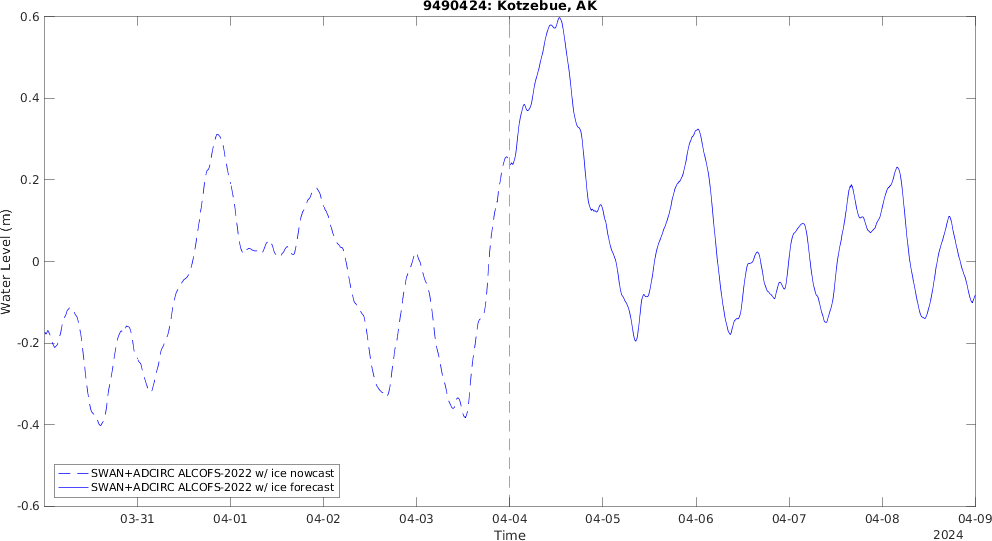 9490424: Kotzebue, AK
Water Level (m)
0.6
0.4
0.2
0
-0.2
-0.4
-0.6
SWAN+ADCIRC ALCOFS-2022 w/ ice nowcast
SWAN+ADCIRC ALCOFS-2022 w/ ice forecast
03-31 04-01 04-02 04-03 04-04 04-05 04-06 04-07 04-08 04-09
Time
2024